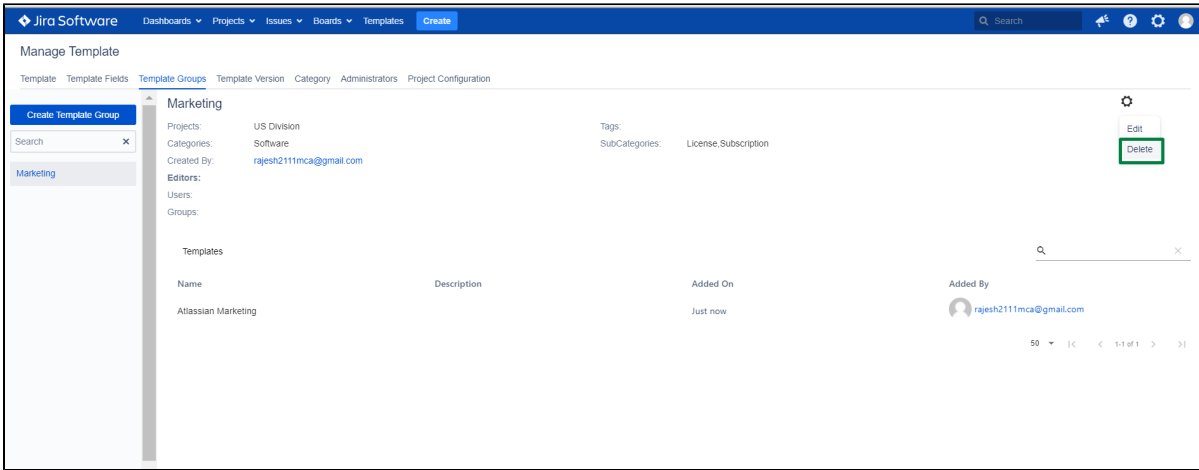 Jira Software Dashboards Projects Issues Boards Templates Create Search
Manage Template
Template Template Fields Template Groups Template Version Category Administrators Project Configuration
Create Template Group
Search
Marketing
Marketing
Projects: US Division Tags:
Categories: Software SubCategories: License,Subscription
Created By: rajesh2111mca@gmail.com
Editors:
Users:
Groups:
Edit
Delete
Templates
Name Description Added On Added By
Atlassian Marketing Just now rajesh2111mca@gmail.com
50 1-1 of 1